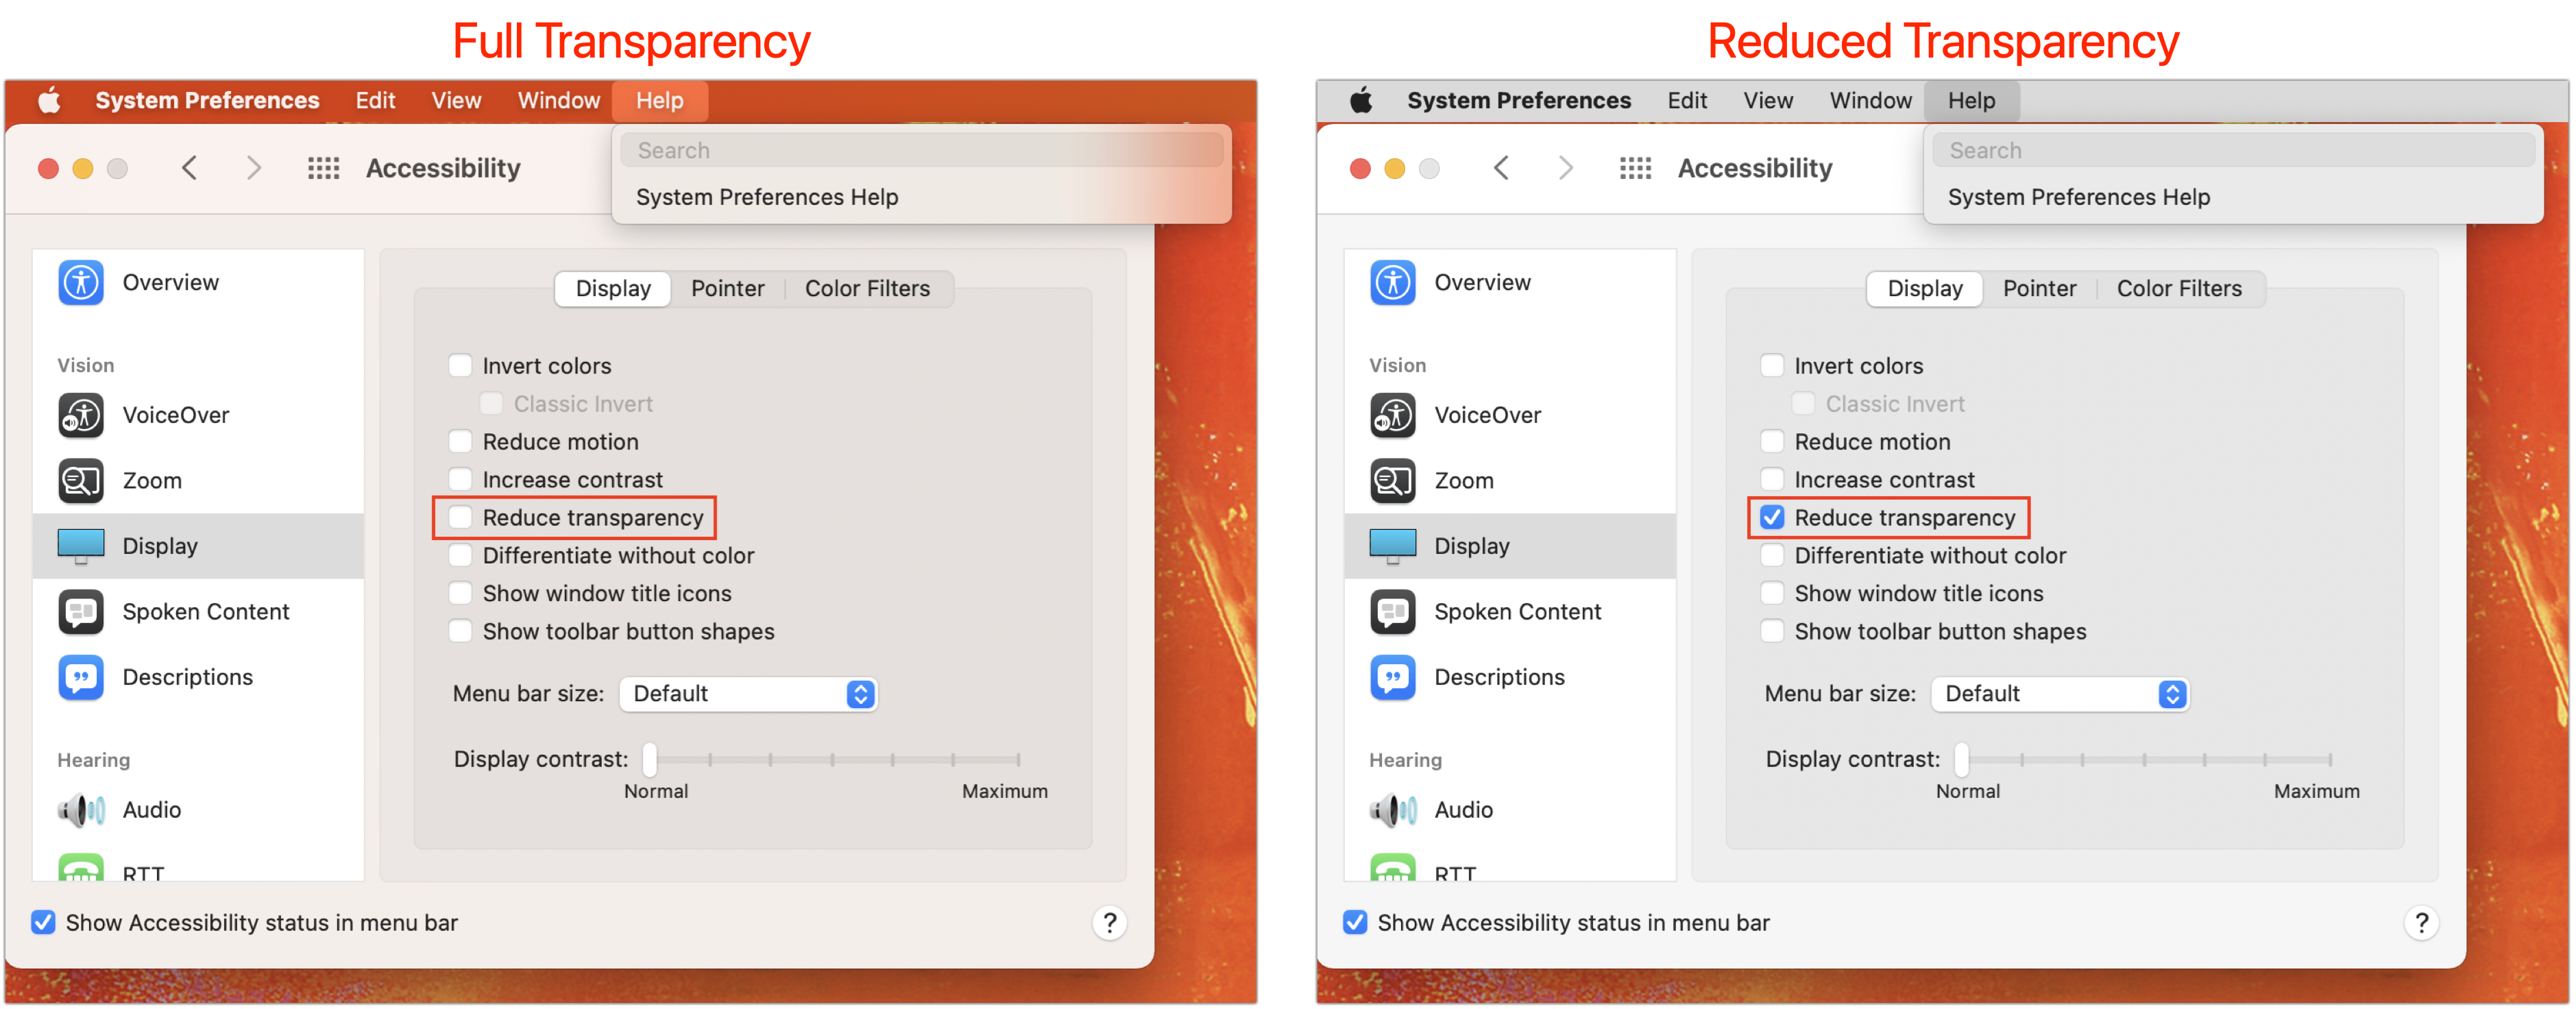 Full Transparency
System Preferences Edit View Window Help
Search
System Preferences Help
Accessibility
Overview
Vision
VoiceOver
Zoom
Display
Spoken Content
Descriptions
Hearing
Audio
RTT
Display Pointer Color Filters
Invert colors
Classic Invert
Reduce motion
Increase contrast
Reduce transparency
Differentiate without color
Show window title icons
Show toolbar button shapes
Menu bar size: Default
Display contrast:
Normal Maximum
Show Accessibility status in menu bar ?
Reduced Transparency
System Preferences Edit View Window Help
Search
System Preferences Help
Accessibility
Overview
Vision
VoiceOver
Zoom
Display
Spoken Content
Descriptions
Hearing
Audio
RTT
Display Pointer Color Filters
Invert colors
Classic Invert
Reduce motion
Increase contrast
Reduce transparency
Differentiate without color
Show window title icons
Show toolbar button shapes
Menu bar size: Default
Display contrast:
Normal Maximum
Show Accessibility status in menu bar ?